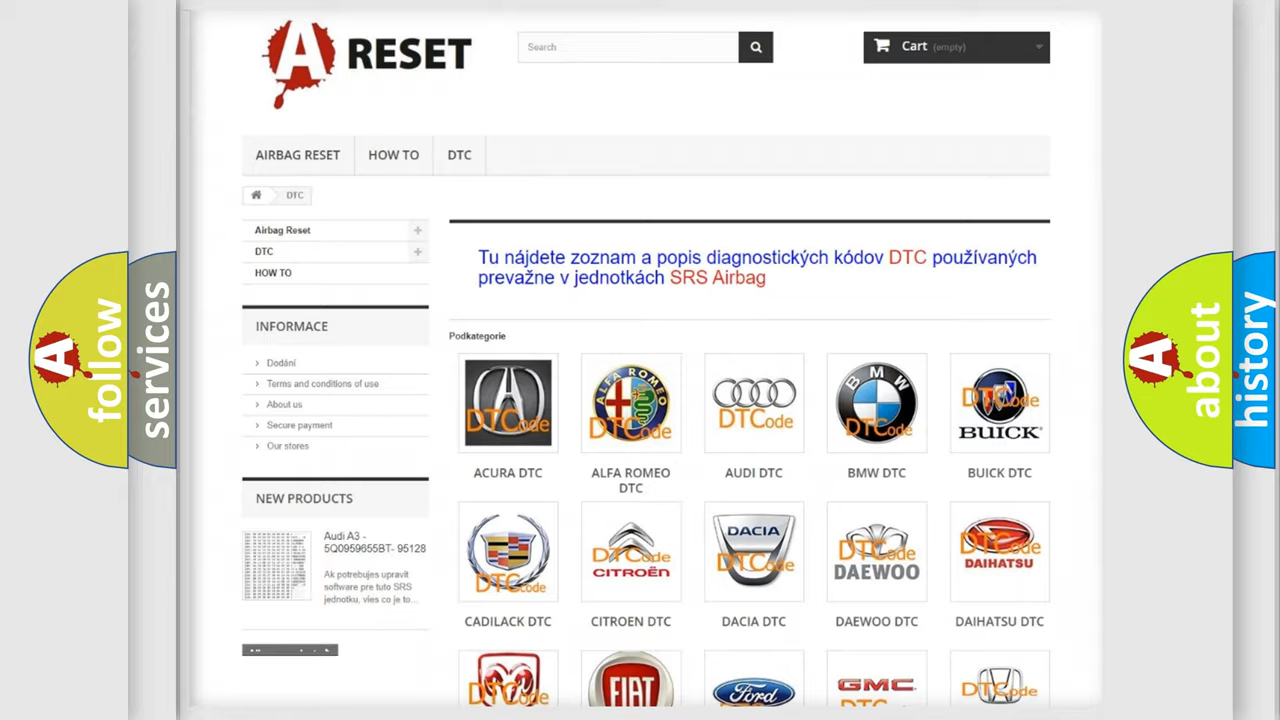 A RESET
Search
Cart (empty)
AIRBAG RESET
HOW TO
DTC
DTC
Airbag Reset
DTC
HOW TO
Tu nájdete zoznam a popis diagnostických kódov DTC používaných
prevažne v jednotkách SRS Airbag
INFORMACE
Dodání
Terms and conditions of use
About us
Secure payment
Our stores
Podkategorie
DTCode
ALFA ROMEO
DTCode
DTCode
BMW
DTCode
DTCode
BUICK
ACURA DTC
ALFA ROMEO
DTC
AUDI DTC
BMW DTC
BUICK DTC
NEW PRODUCTS
Audi A3 -
5Q0959655BT- 95128
Ak potrebujes upravit
software pre tuto SRS
jednotku, vies co je to...
DTCode
DTCode
CITROËN
DACIA
DTCode
DTCode
DAEWOO
DTCode
DAIHATSU
CADILACK DTC
CITROEN DTC
DACIA DTC
DAEWOO DTC
DAIHATSU DTC
DTCode
FIAT
Ford
GMC
DTCode
A follow
services
A about
history